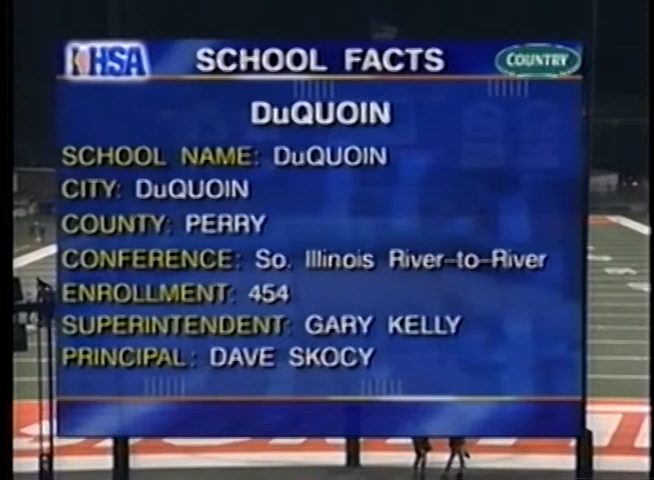 IHSA
SCHOOL FACTS
COUNTRY
DuQUOIN
SCHOOL NAME: DuQUOIN
CITY: DuQUOIN
COUNTY: PERRY
CONFERENCE: So. Illinois River-to-River
ENROLLMENT: 454
SUPERINTENDENT: GARY KELLY
PRINCIPAL: DAVE SKOCY